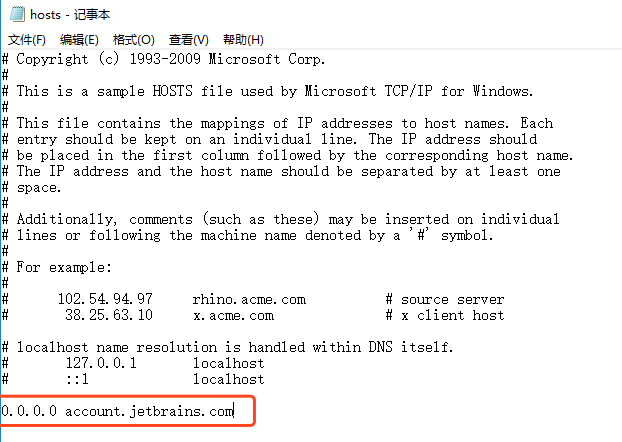 hosts - 记事本
文件(F) 编辑(E) 格式(O) 查看(V) 帮助(H)
# Copyright (c) 1993-2009 Microsoft Corp.
#
# This is a sample HOSTS file used by Microsoft TCP/IP for Windows.
#
# This file contains the mappings of IP addresses to host names. Each
# entry should be kept on an individual line. The IP address should
# be placed in the first column followed by the corresponding host name.
# The IP address and the host name should be separated by at least one
# space.
#
# Additionally, comments (such as these) may be inserted on individual
# lines or following the machine name denoted by a '#' symbol.
#
# For example:
#
#      102.54.94.97     rhino.acme.com          # source server
#       38.25.63.10     x.acme.com              # x client host
# localhost name resolution is handled within DNS itself.
#       127.0.0.1       localhost
#       ::1             localhost
0.0.0.0 account.jetbrains.com